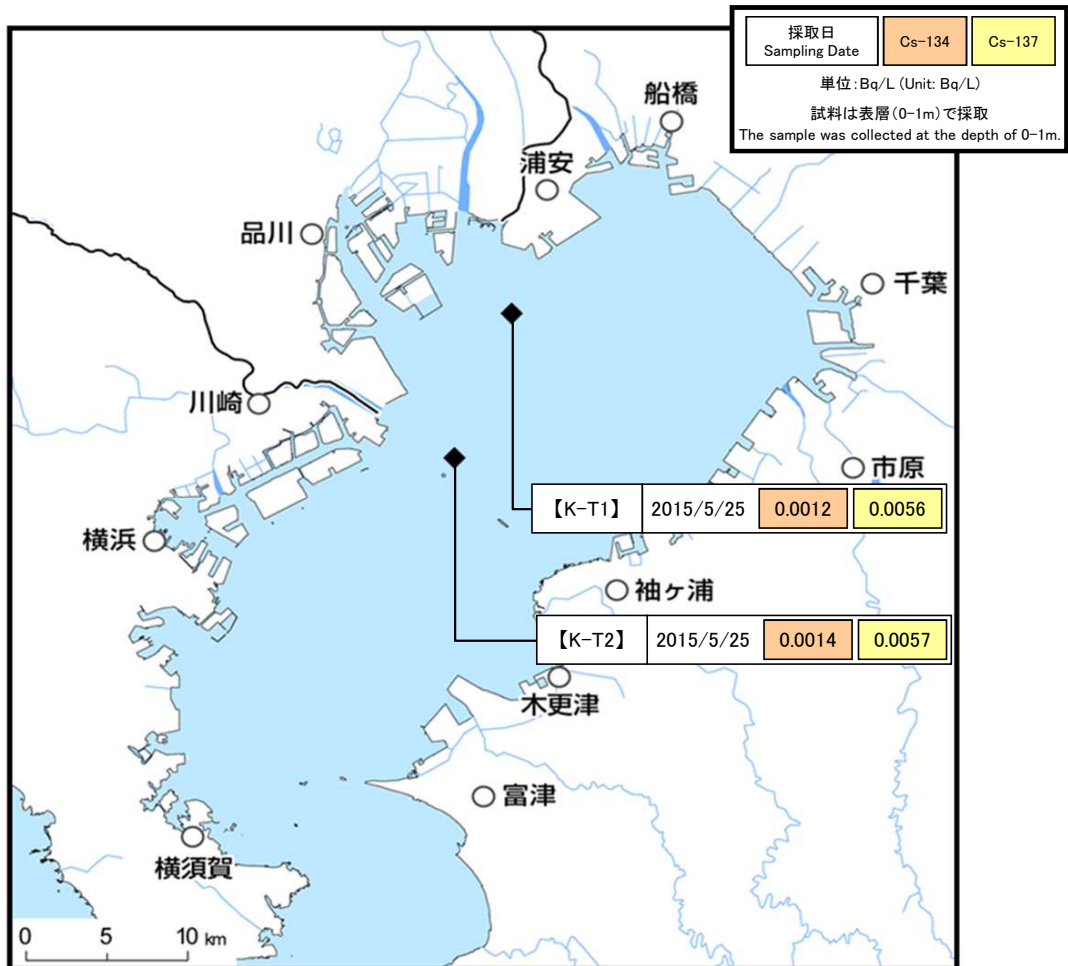 採取日
Sampling Date
Cs-134
Cs-137
単位:Bq/L (Unit: Bq/L)
試料は表層(0-1m)で採取
The sample was collected at the depth of 0-1m.
船橋
浦安
品川
千葉
川崎
市原
【K-T1】 2015/5/25 0.0012 0.0056
横浜
袖ヶ浦
【K-T2】 2015/5/25 0.0014 0.0057
木更津
富津
横須賀
0 5 10 km